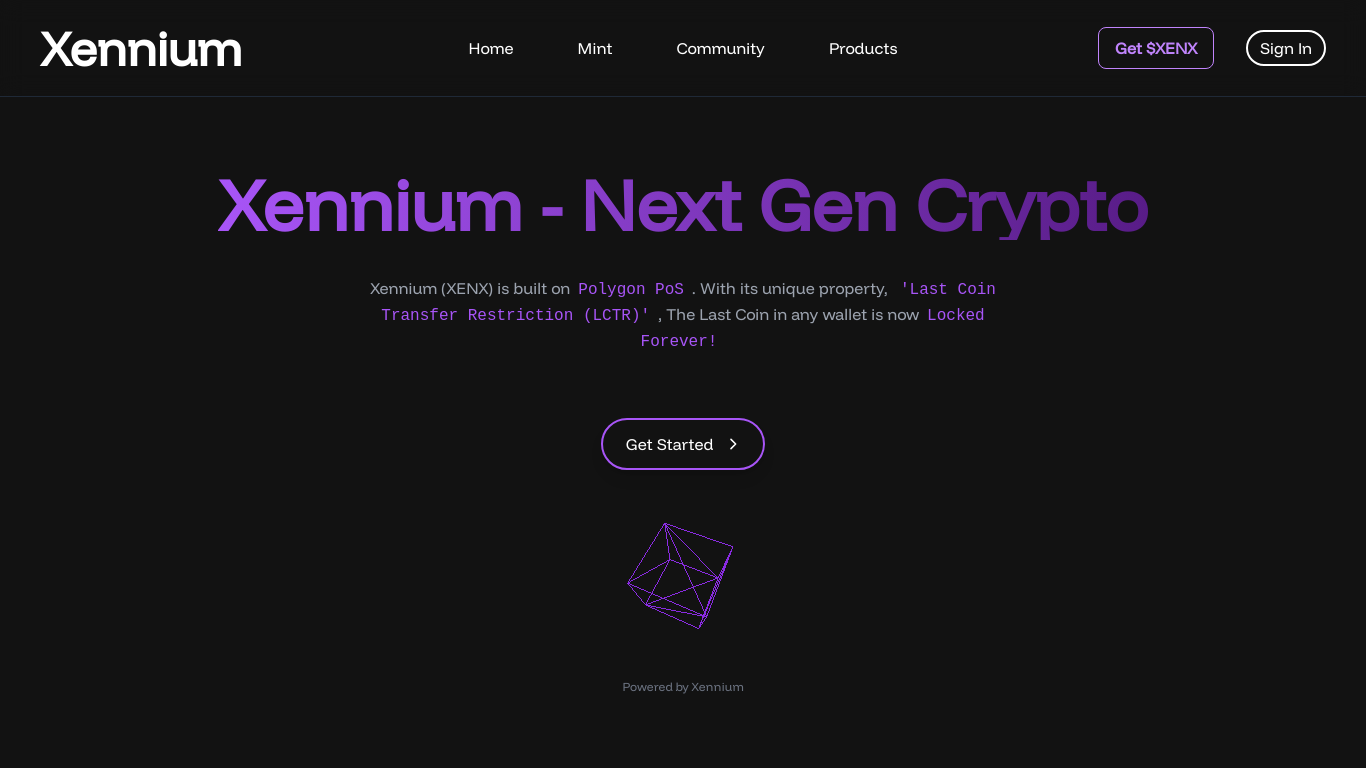 Xennium
Home
Mint
Community
Products
Get $XENX
Sign In
Xennium - Next Gen Crypto
Xennium (XENX) is built on Polygon PoS . With its unique property, 'Last Coin
Transfer Restriction (LCTR)' , The Last Coin in any wallet is now Locked
Forever!
Get Started
Powered by Xennium